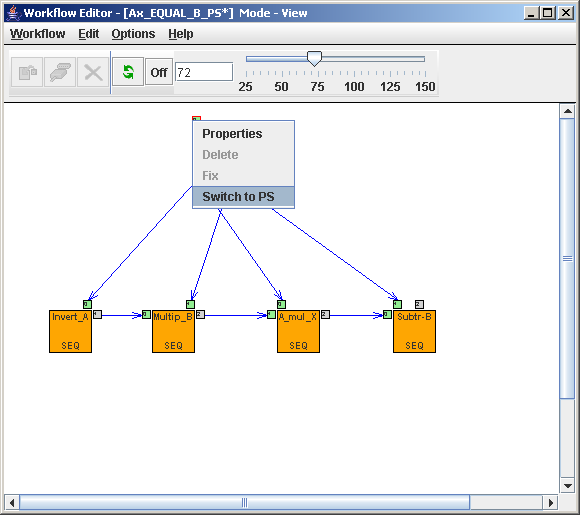 Workflow Editor - [Ax_EQUAL_B_PS*] Mode - View
Workflow Edit Options Help
Off 72
25 50 75 100 125 150
Properties
Delete
Fix
Switch to PS
Invert_A Multip_B A_mul_X Subtr-B
SEQ SEQ SEQ SEQ